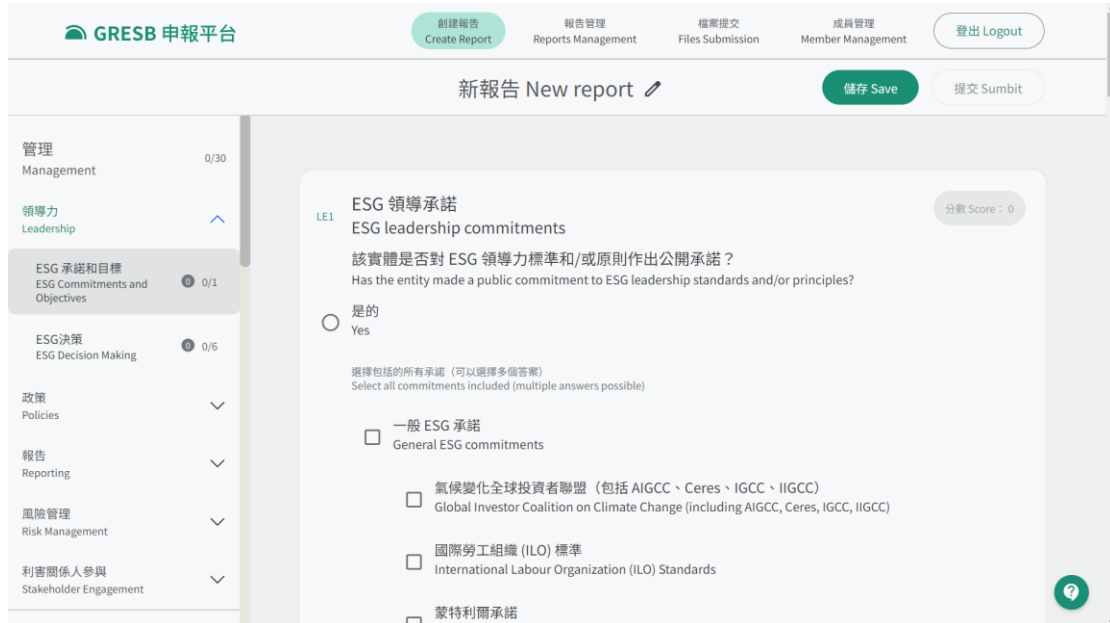 GRESB 申報平台
創建報告
Create Report
報告管理
Reports Management
檔案提交
Files Submission
成員管理
Member Management
登出 Logout
新報告 New report
儲存 Save
提交 Sumbit
管理
Management
0/30
領導力
Leadership
ESG 承諾和目標
ESG Commitments and
Objectives
0 0/1
ESG決策
ESG Decision Making
0 0/6
政策
Policies
報告
Reporting
風險管理
Risk Management
利害關係人參與
Stakeholder Engagement
LE1
ESG 領導承諾
ESG leadership commitments
分數 Score： 0
該實體是否對 ESG 領導力標準和/或原則作出公開承諾？
Has the entity made a public commitment to ESG leadership standards and/or principles?
是的
Yes
選擇包括的所有承諾（可以選擇多個答案）
Select all commitments included (multiple answers possible)
一般 ESG 承諾
General ESG commitments
氣候變化全球投資者聯盟（包括 AIGCC、Ceres、IGCC、IIGCC）
Global Investor Coalition on Climate Change (including AIGCC, Ceres, IGCC, IIGCC)
國際勞工組織 (ILO) 標準
International Labour Organization (ILO) Standards
蒙特利爾承諾